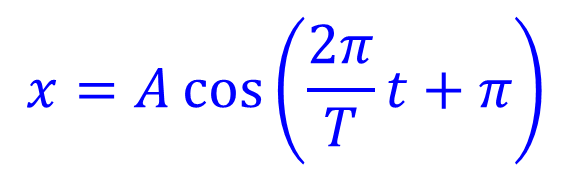 x = A cos(2π/T t + π)